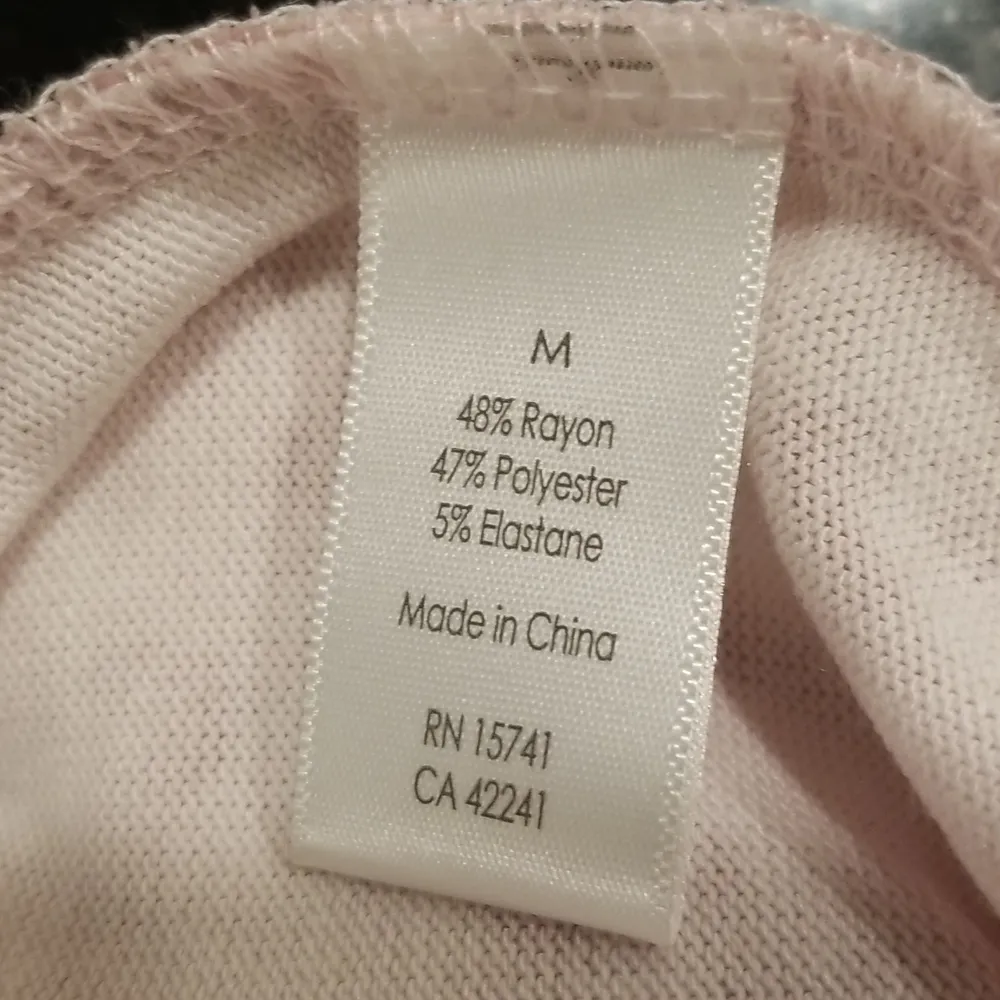 M
48% Rayon
47% Polyester
5% Elastane
Made in China
RN 15741
CA 42241